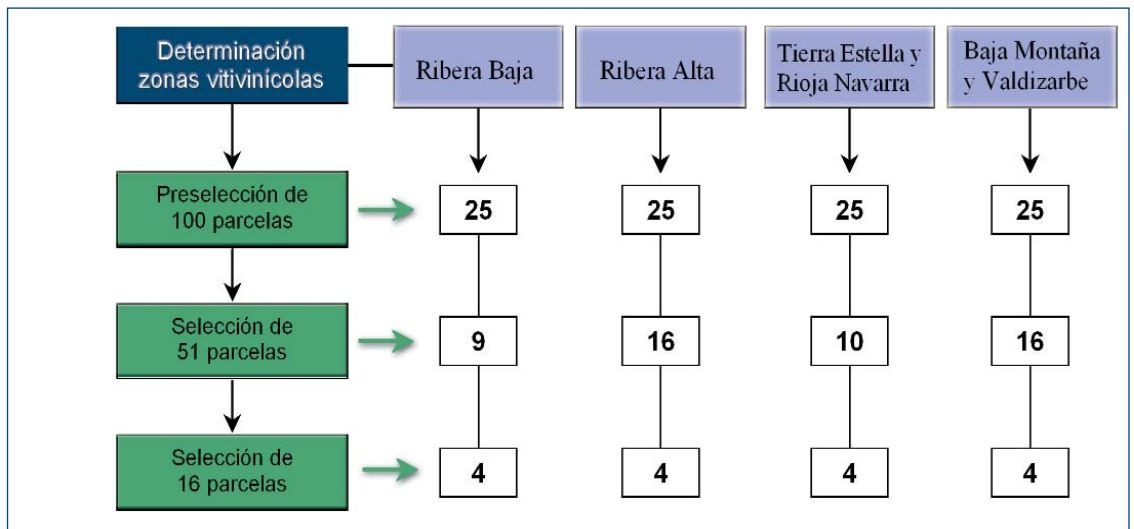 Determinación
zonas vitivinícolas
Ribera Baja
Ribera Alta
Tierra Estella y
Rioja Navarra
Baja Montaña
y Valdizarbe
Preselección de
100 parcelas
25
25
25
25
Selección de
51 parcelas
9
16
10
16
Selección de
16 parcelas
4
4
4
4